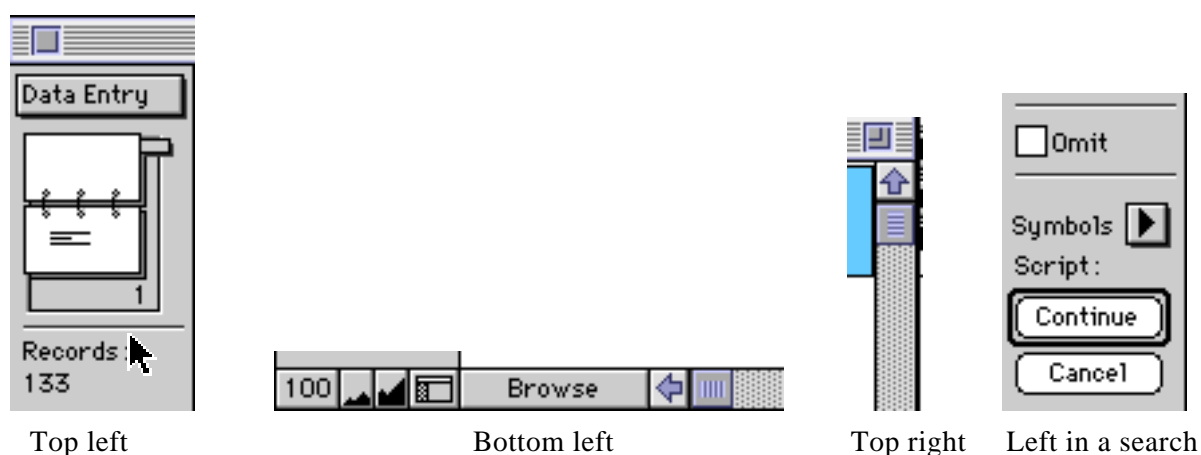 Data Entry
1
Records:
133
Top left
100
Browse
Bottom left
Top right
Omit
Symbols
Script:
Continue
Cancel
Left in a search